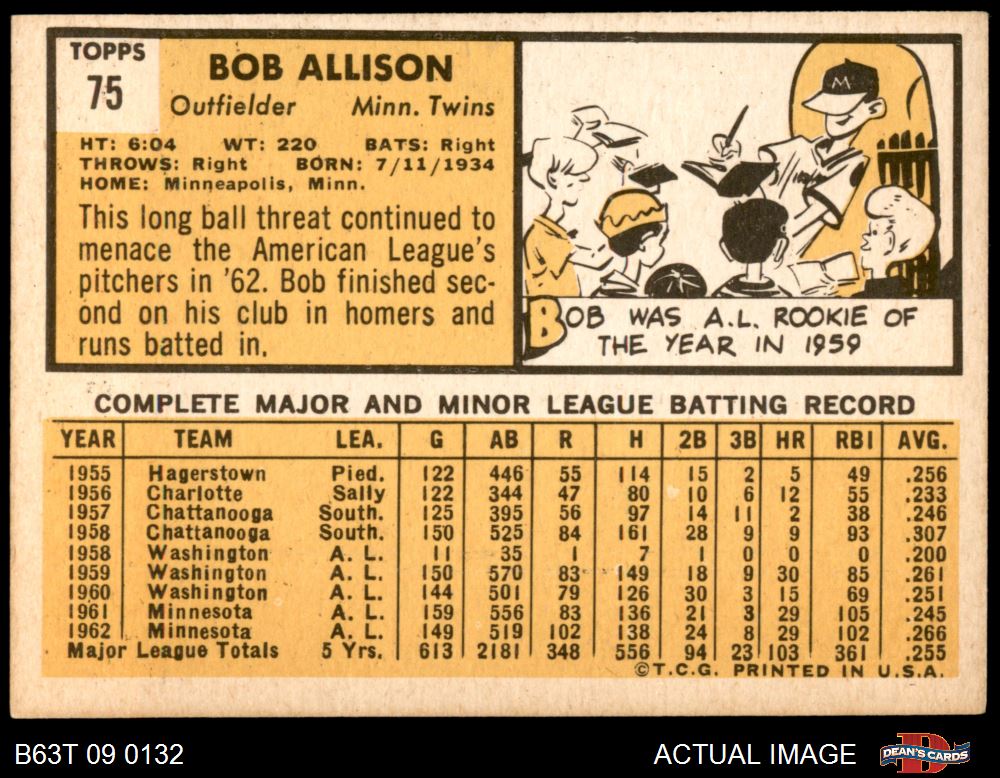 TOPPS
75
BOB ALLISON
Outfielder Minn. Twins
HT: 6:04 WT: 220 BATS: Right
THROWS: Right BORN: 7/11/1934
HOME: Minneapolis, Minn.
This long ball threat continued to
menace the American League's
pitchers in '62. Bob finished sec-
ond on his club in homers and
runs batted in.
M
BOB WAS A.L. ROOKIE OF
THE YEAR IN 1959
COMPLETE MAJOR AND MINOR LEAGUE BATTING RECORD
YEAR TEAM LEA. G AB R H 2B 3B HR RBI AVG.
1955 Hagerstown Pied. 122 446 55 114 15 2 5 49 .256
1956 Charlotte Sally 122 344 47 80 10 6 12 55 .233
1957 Chattanooga South. 125 395 56 97 14 11 2 38 .246
1958 Chattanooga South. 150 525 84 161 28 9 9 93 .307
1958 Washington A. L. 11 35 1 7 1 0 0 0 .200
1959 Washington A. L. 150 570 83 149 18 9 30 85 .261
1960 Washington A. L. 144 501 79 126 30 3 15 69 .251
1961 Minnesota A. L. 159 556 83 136 21 3 29 105 .245
1962 Minnesota A. L. 149 519 102 138 24 8 29 102 .266
Major League Totals 5 Yrs. 613 2181 348 556 94 23 103 361 .255
©T.C.G. PRINTED IN U.S.A.
B63T 09 0132 ACTUAL IMAGE DEAN'S CARDS